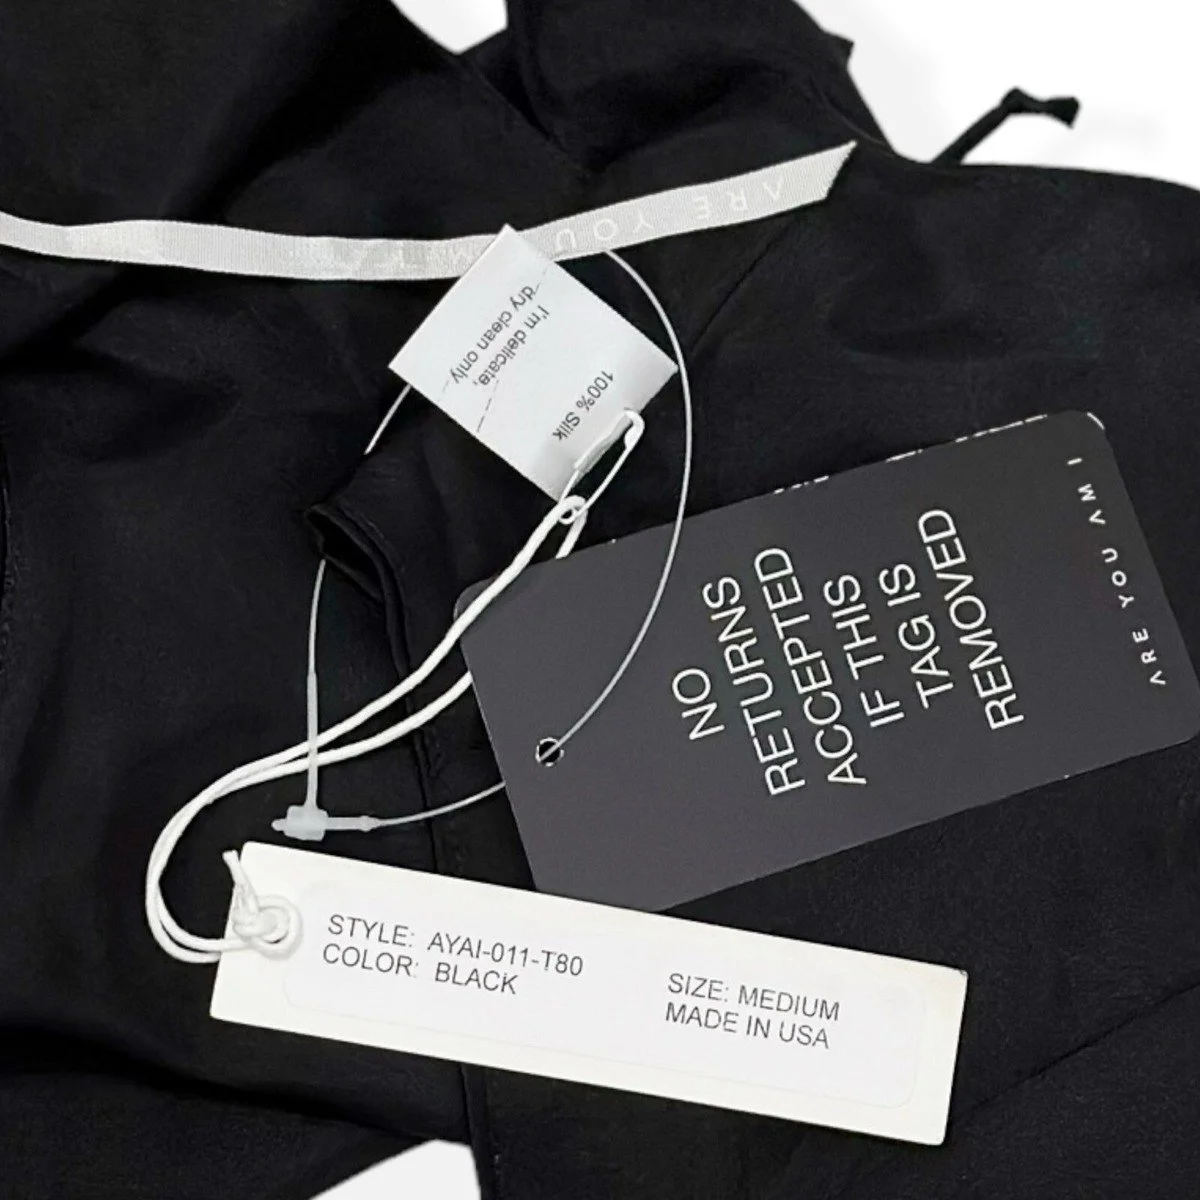 ARE YOU AM I
I'm delicate,
dry clean only
100% Silk
NO
RETURNS
ACCEPTED
IF THIS
TAG IS
REMOVED
ARE YOU AM I
STYLE: AYAI-011-T80
COLOR: BLACK
SIZE: MEDIUM
MADE IN USA